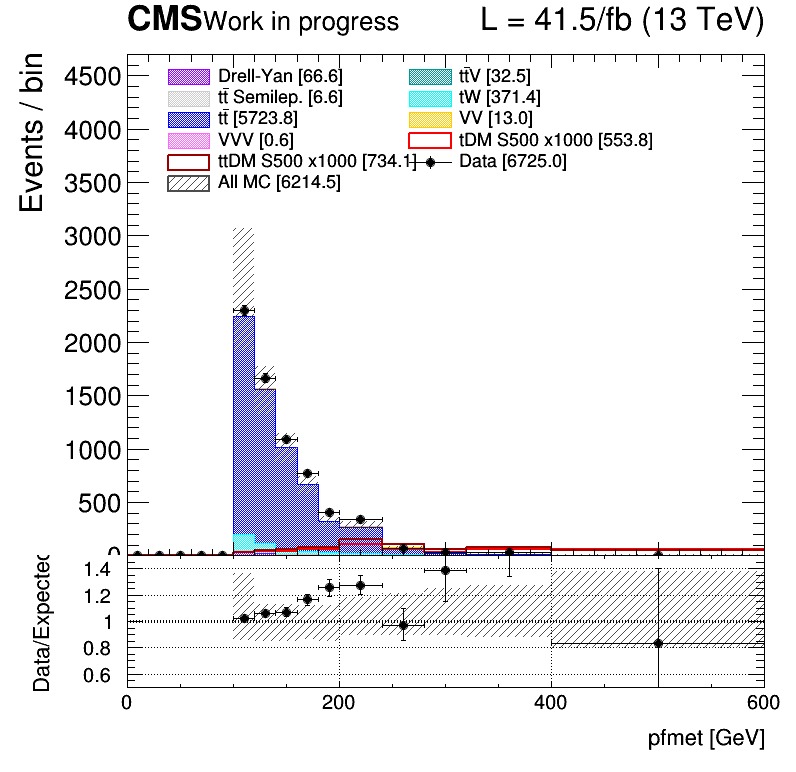 CMS Work in progress L = 41.5/fb (13 TeV)
Events / bin
4500
4000
3500
3000
2500
2000
1500
1000
500
0
Drell-Yan [66.6] tt̄V [32.5]
tt̄ Semilep. [6.6] tW [371.4]
tt̄ [5723.8] VV [13.0]
VVV [0.6] tDM S500 x1000 [553.8]
ttDM S500 x1000 [734.1] Data [6725.0]
All MC [6214.5]
Data/Expected
1.4
1.2
1
0.8
0.6
0 200 400 600
pfmet [GeV]